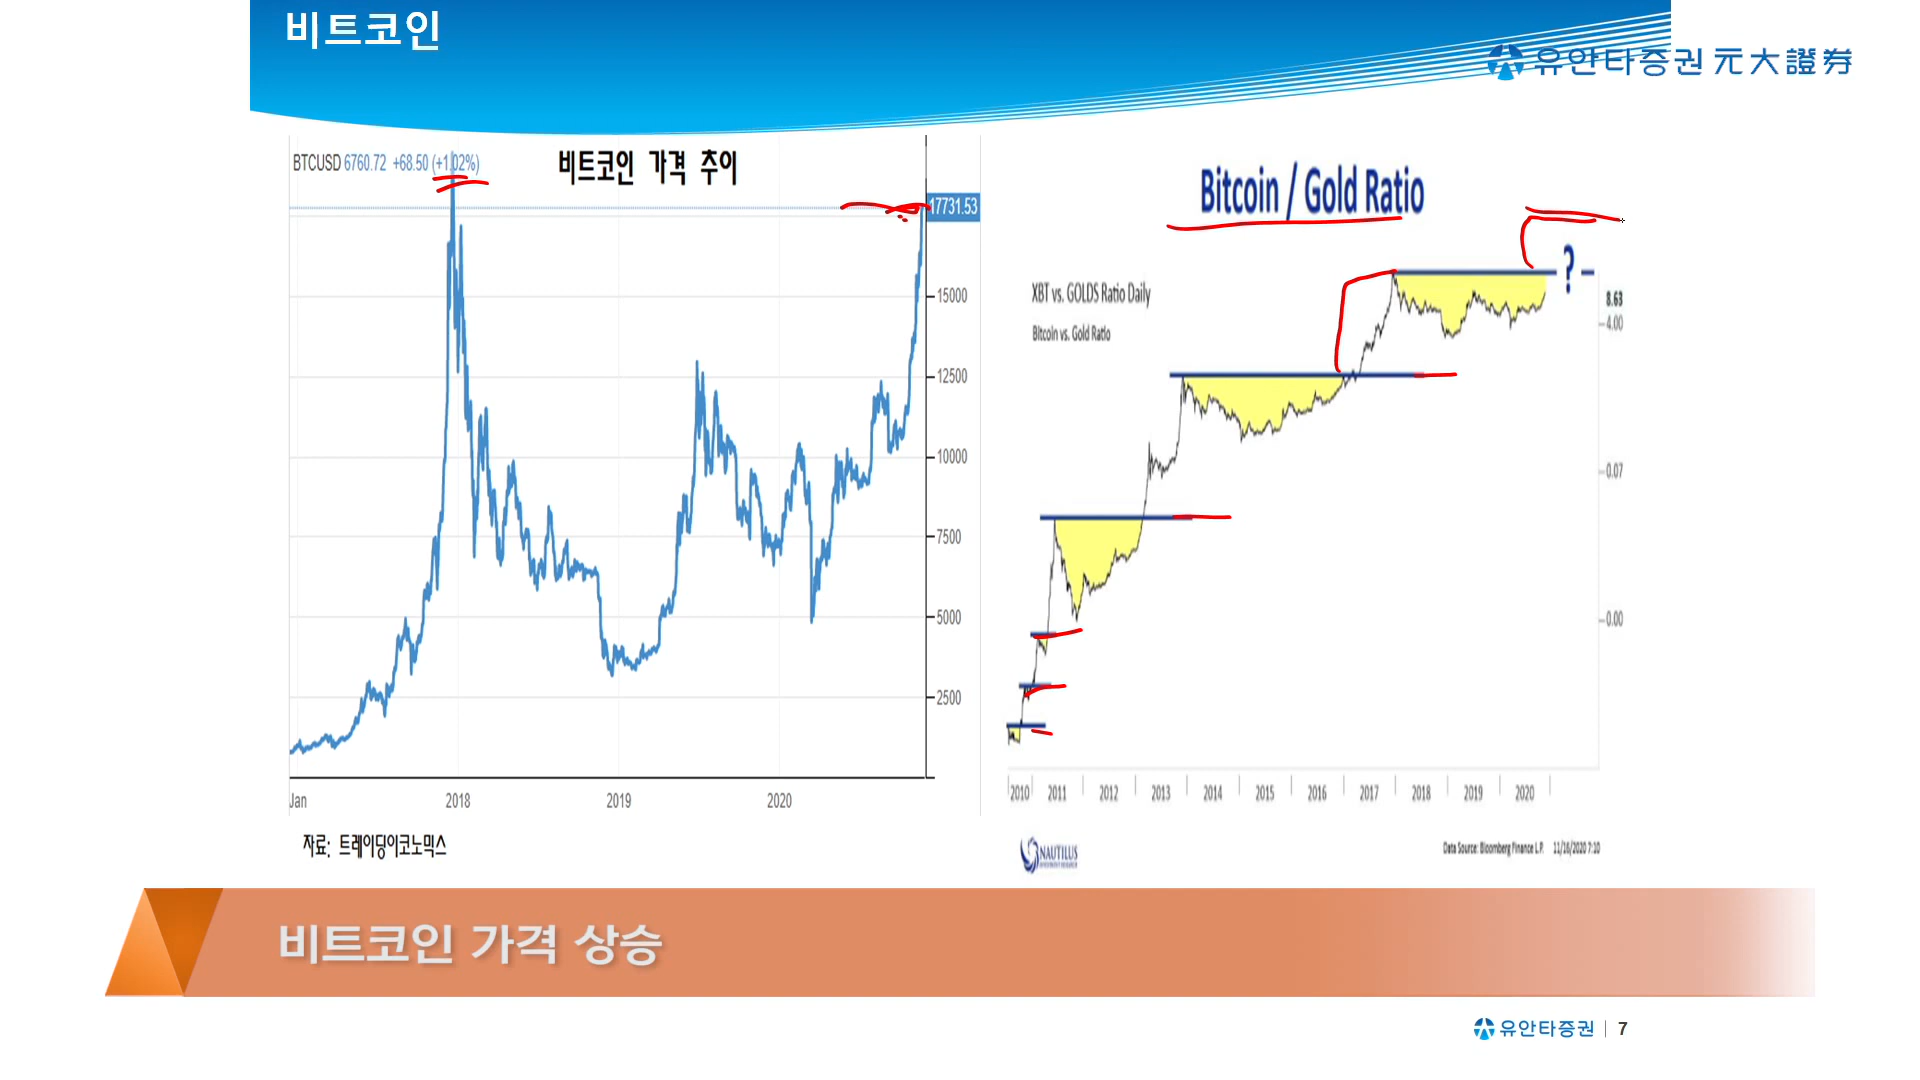 비트코인
유안타증권 元大證券
BTCUSD 6760.72 +68.50 (+1.02%)
비트코인 가격 추이
17731.53
15000
12500
10000
7500
5000
2500
Jan 2018 2019 2020
자료: 트레이딩이코노믹스
Bitcoin / Gold Ratio
XBT vs. GOLDS Ratio Daily
Bitcoin vs. Gold Ratio
?
8.63
4.00
0.07
0.00
2010 2011 2012 2013 2014 2015 2016 2017 2018 2019 2020
NAUTILUS
Data Source: Bloomberg Finance L.P. 11/16/2020 7:10
비트코인 가격 상승
유안타증권 | 7